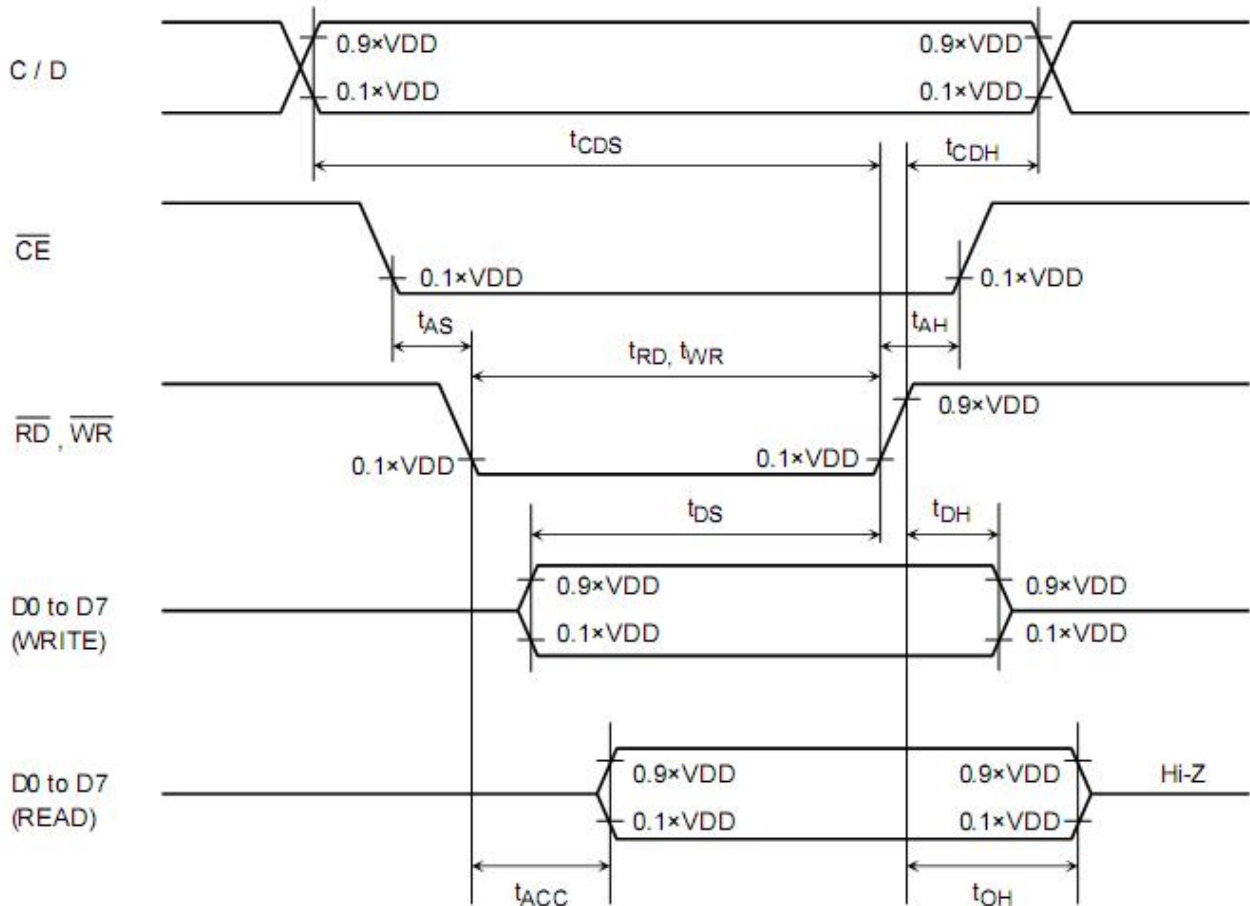 C / D
0.9×VDD
0.9×VDD
0.1×VDD
0.1×VDD
tCDS
tCDH
CE
0.1×VDD
0.1×VDD
tAS
tRD, tWR
tAH
RD , WR
0.9×VDD
0.1×VDD
0.1×VDD
tDS
tDH
D0 to D7
(WRITE)
0.9×VDD
0.9×VDD
0.1×VDD
0.1×VDD
D0 to D7
(READ)
0.9×VDD
0.9×VDD
Hi-Z
0.1×VDD
0.1×VDD
tACC
tOH